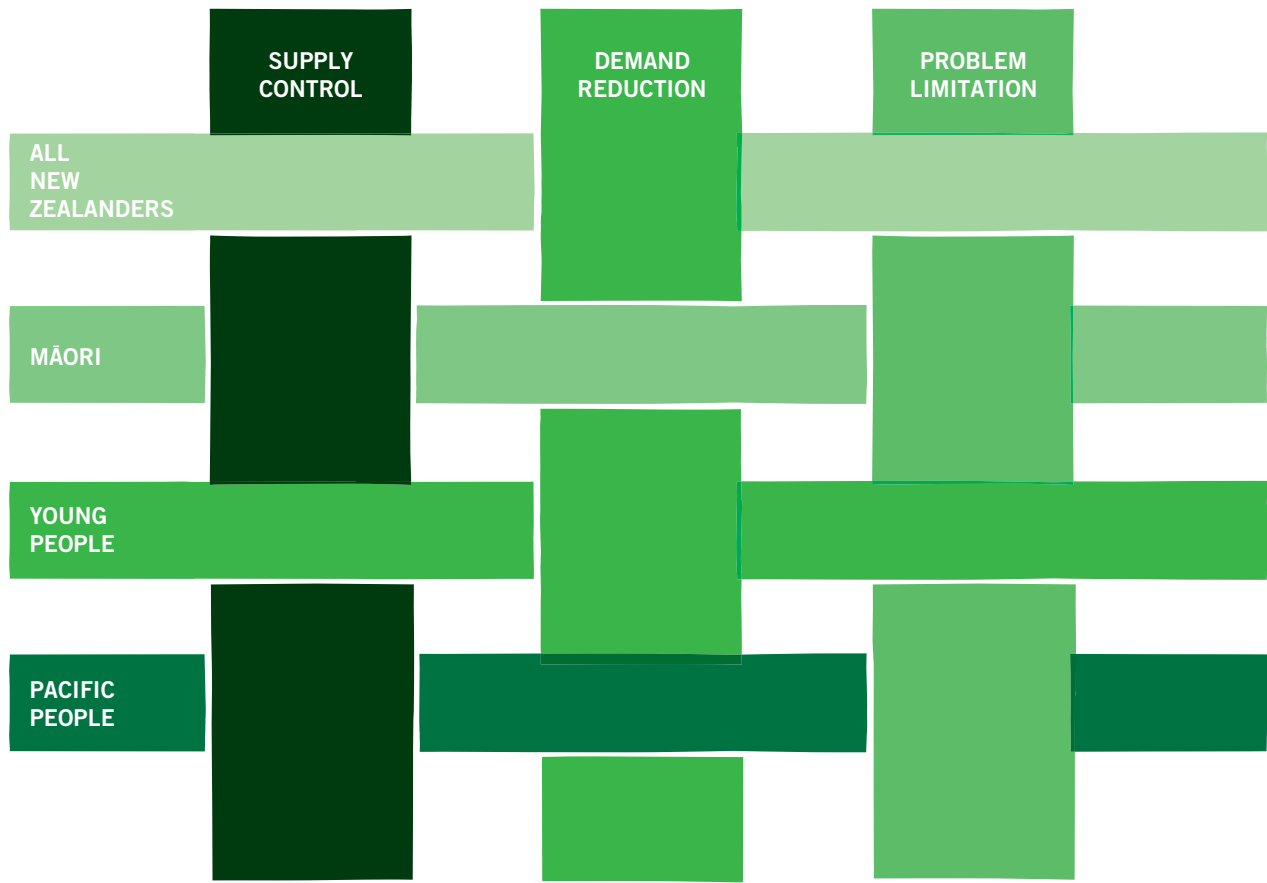 SUPPLY
CONTROL
DEMAND
REDUCTION
PROBLEM
LIMITATION
ALL
NEW
ZEALANDERS
MĀORI
YOUNG
PEOPLE
PACIFIC
PEOPLE